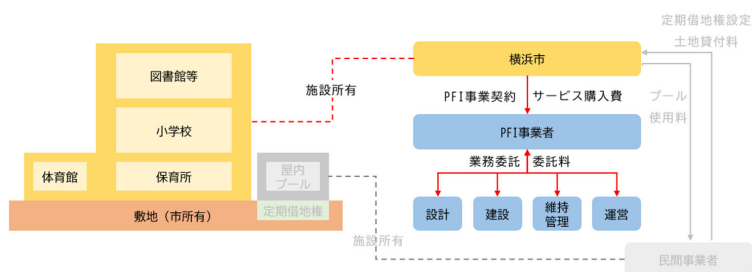 定期借地権設定
土地貸付料
横浜市
図書館等
施設所有
PFI事業契約
サービス購入費
プール
使用料
小学校
PFI事業者
業務委託
委託料
体育館
保育所
屋内
プール
設計
建設
維持
管理
運営
敷地（市所有）
定期借地権
施設所有
民間事業者